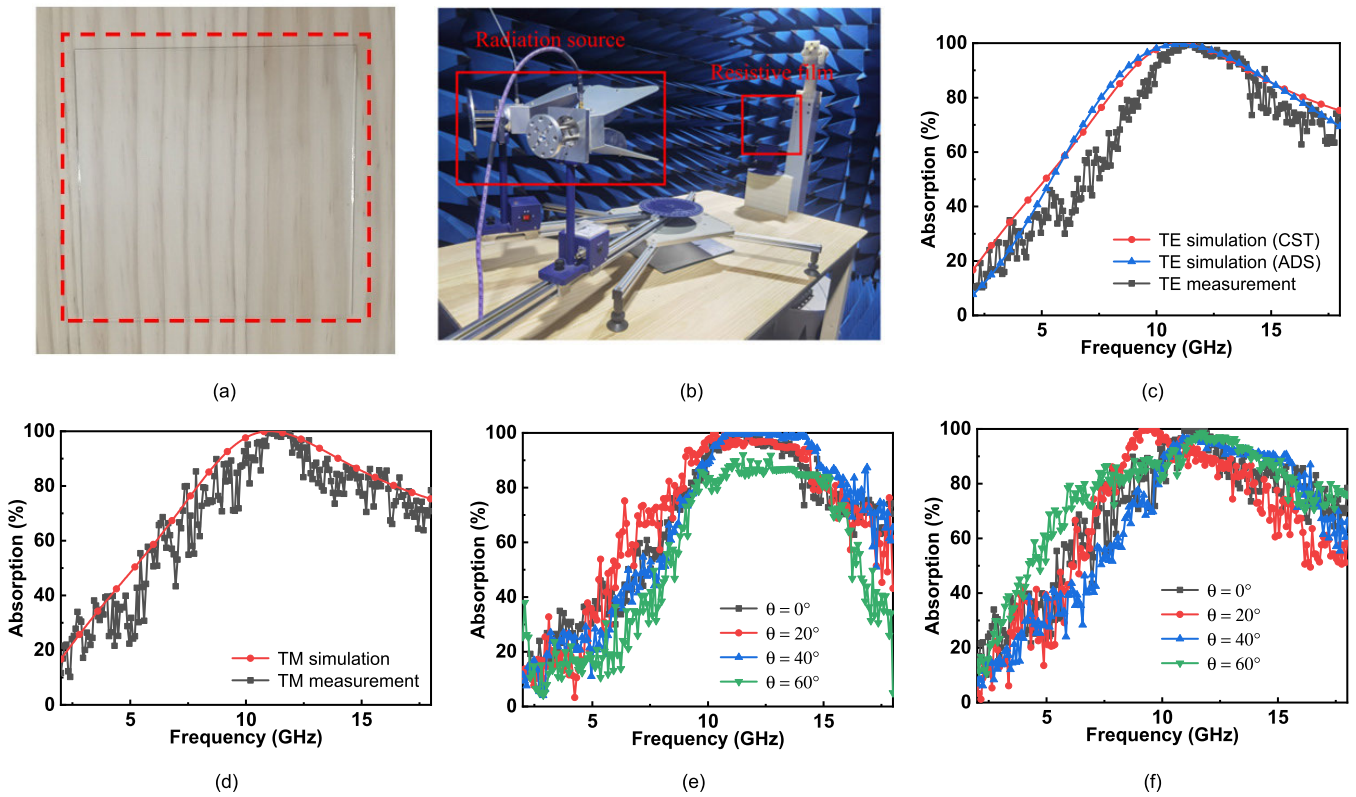 Radiation source
Resistive film
(a)
(b)
Absorption (%)
100
80
60
40
20
0
5
10
15
Frequency (GHz)
TE simulation (CST)
TE simulation (ADS)
TE measurement
(c)
Absorption (%)
100
80
60
40
20
0
5
10
15
Frequency (GHz)
TM simulation
TM measurement
(d)
Absorption (%)
100
80
60
40
20
0
5
10
15
Frequency (GHz)
θ = 0°
θ = 20°
θ = 40°
θ = 60°
(e)
Absorption (%)
100
80
60
40
20
0
5
10
15
Frequency (GHz)
θ = 0°
θ = 20°
θ = 40°
θ = 60°
(f)